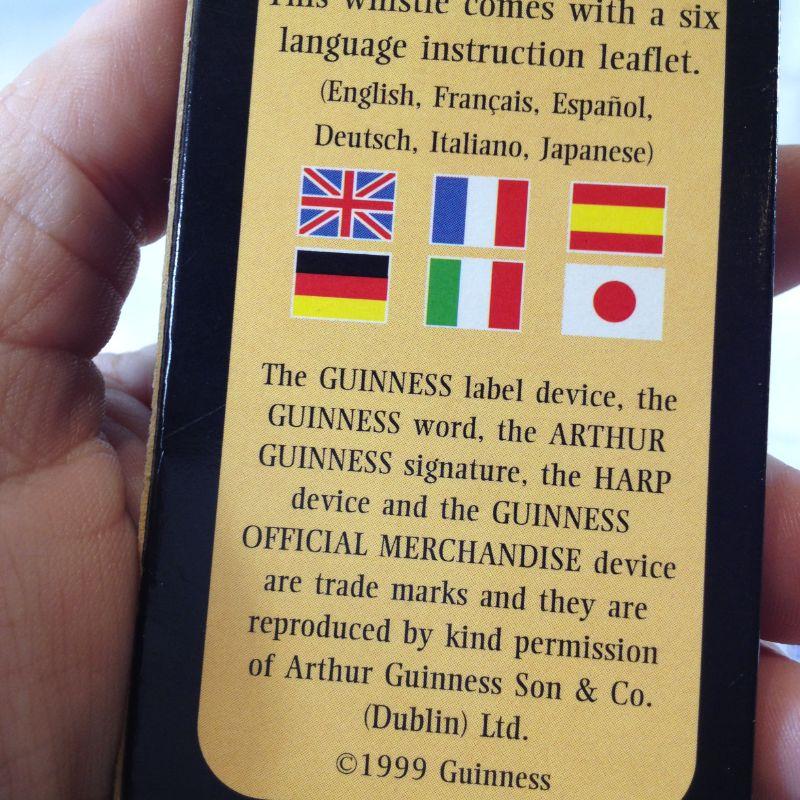 This whistle comes with a six
language instruction leaflet.
(English, Français, Español,
Deutsch, Italiano, Japanese)
The GUINNESS label device, the
GUINNESS word, the ARTHUR
GUINNESS signature, the HARP
device and the GUINNESS
OFFICIAL MERCHANDISE device
are trade marks and they are
reproduced by kind permission
of Arthur Guinness Son & Co.
(Dublin) Ltd.
©1999 Guinness